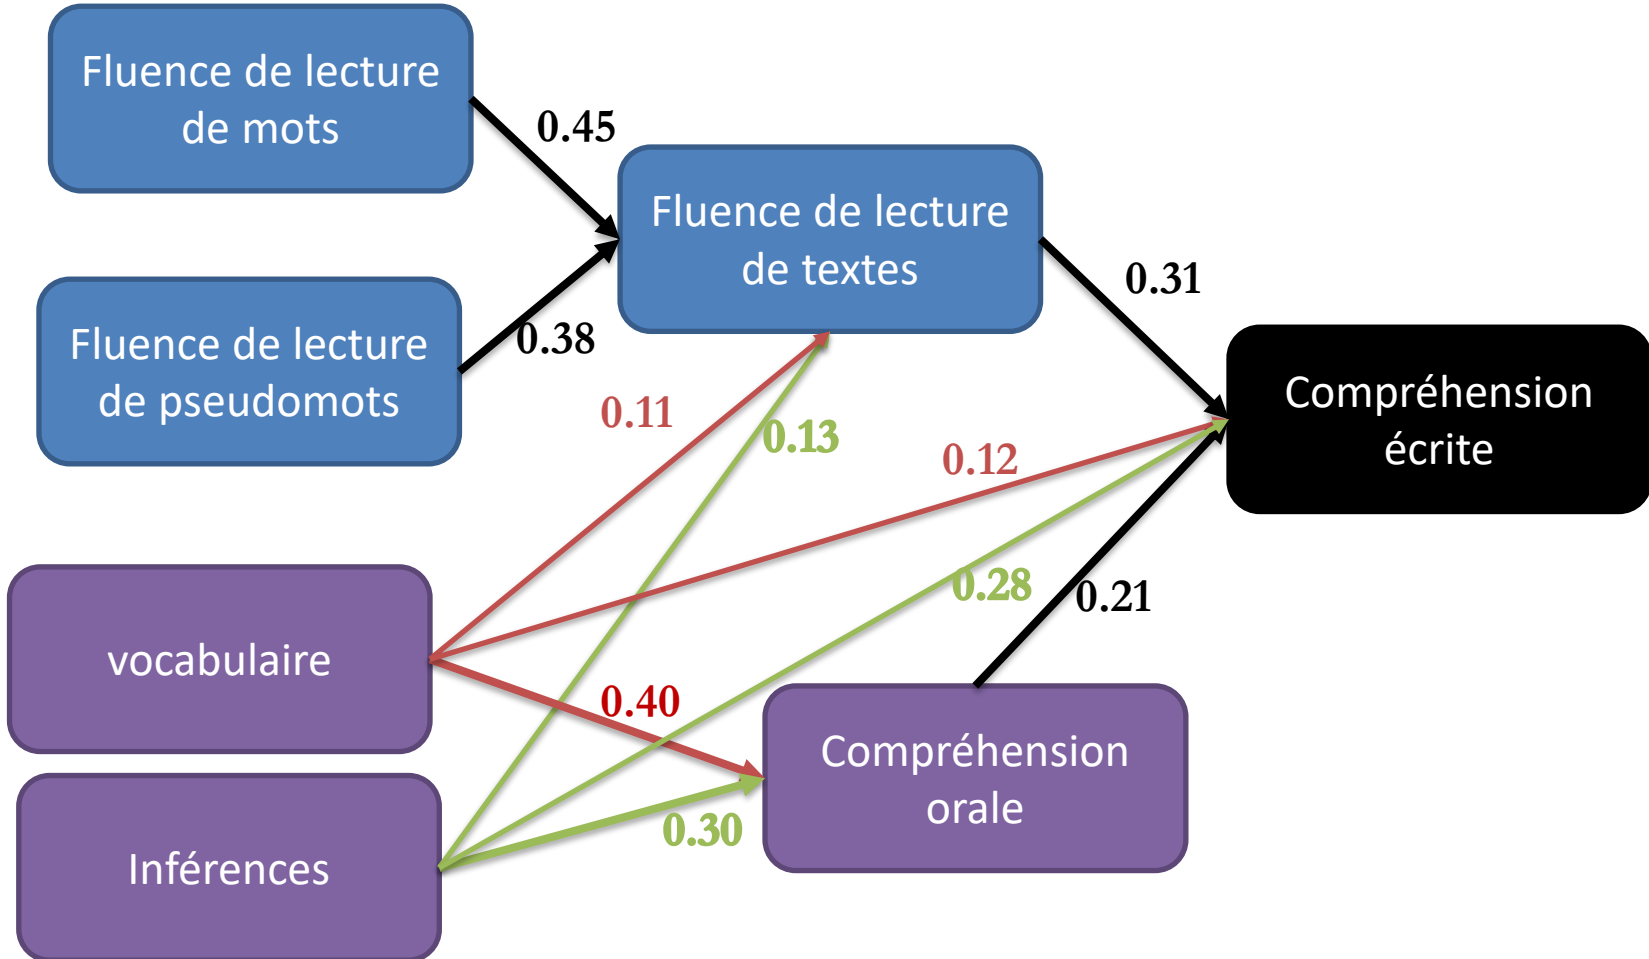 Fluence de lecture
de mots
0.45
Fluence de lecture
de textes
0.31
Fluence de lecture
de pseudomots
0.38
0.11
0.13
0.12
Compréhension
écrite
vocabulaire
0.28
0.21
0.40
Compréhension
orale
0.30
Inférences